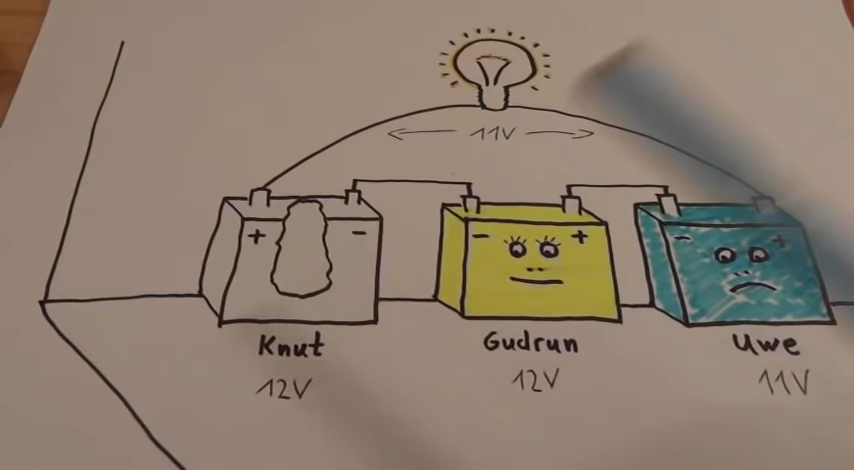 11V
+ -
- +
- +
Knut
Gudrun
Uwe
12V
12V
11V